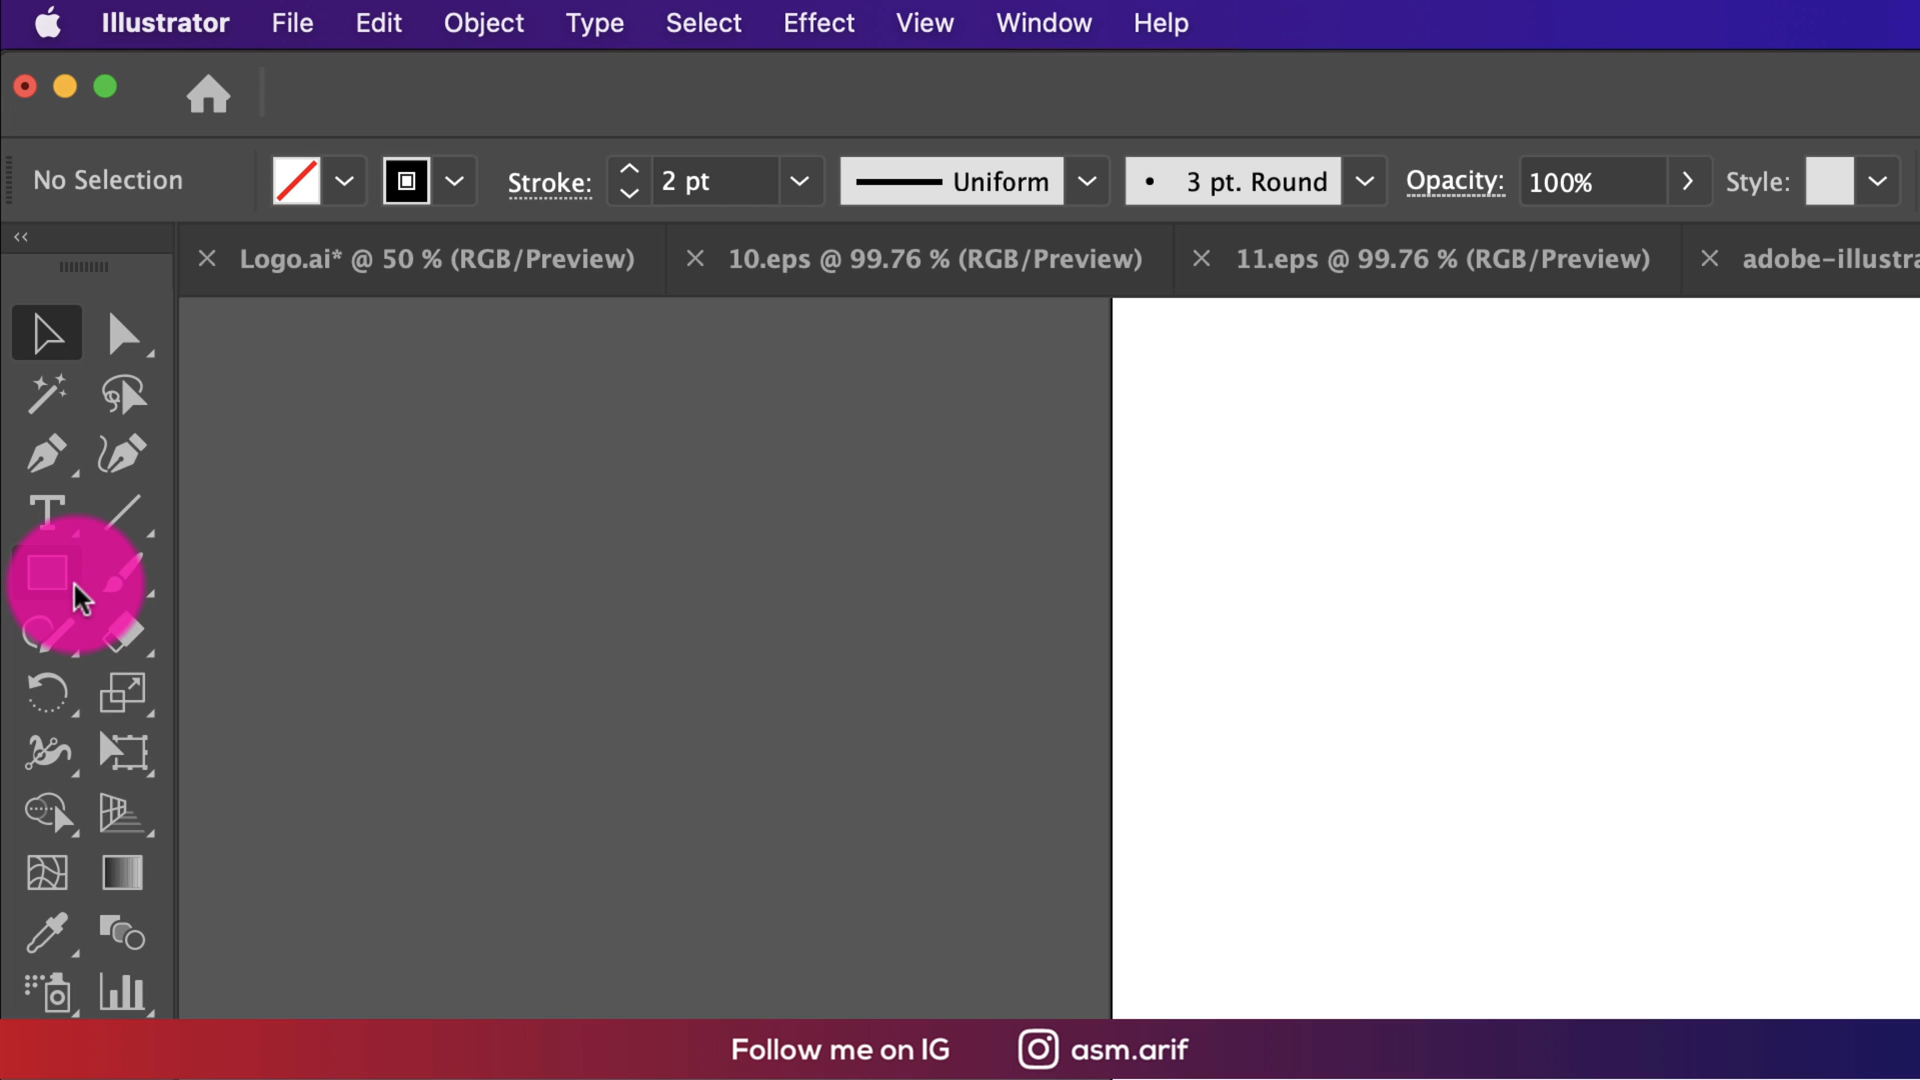 Illustrator File Edit Object Type Select Effect View Window Help
No Selection Stroke: 2 pt Uniform 3 pt. Round Opacity: 100% Style:
Logo.ai* @ 50 % (RGB/Preview) 10.eps @ 99.76 % (RGB/Preview) 11.eps @ 99.76 % (RGB/Preview) adobe-illustra
Follow me on IG asm.arif